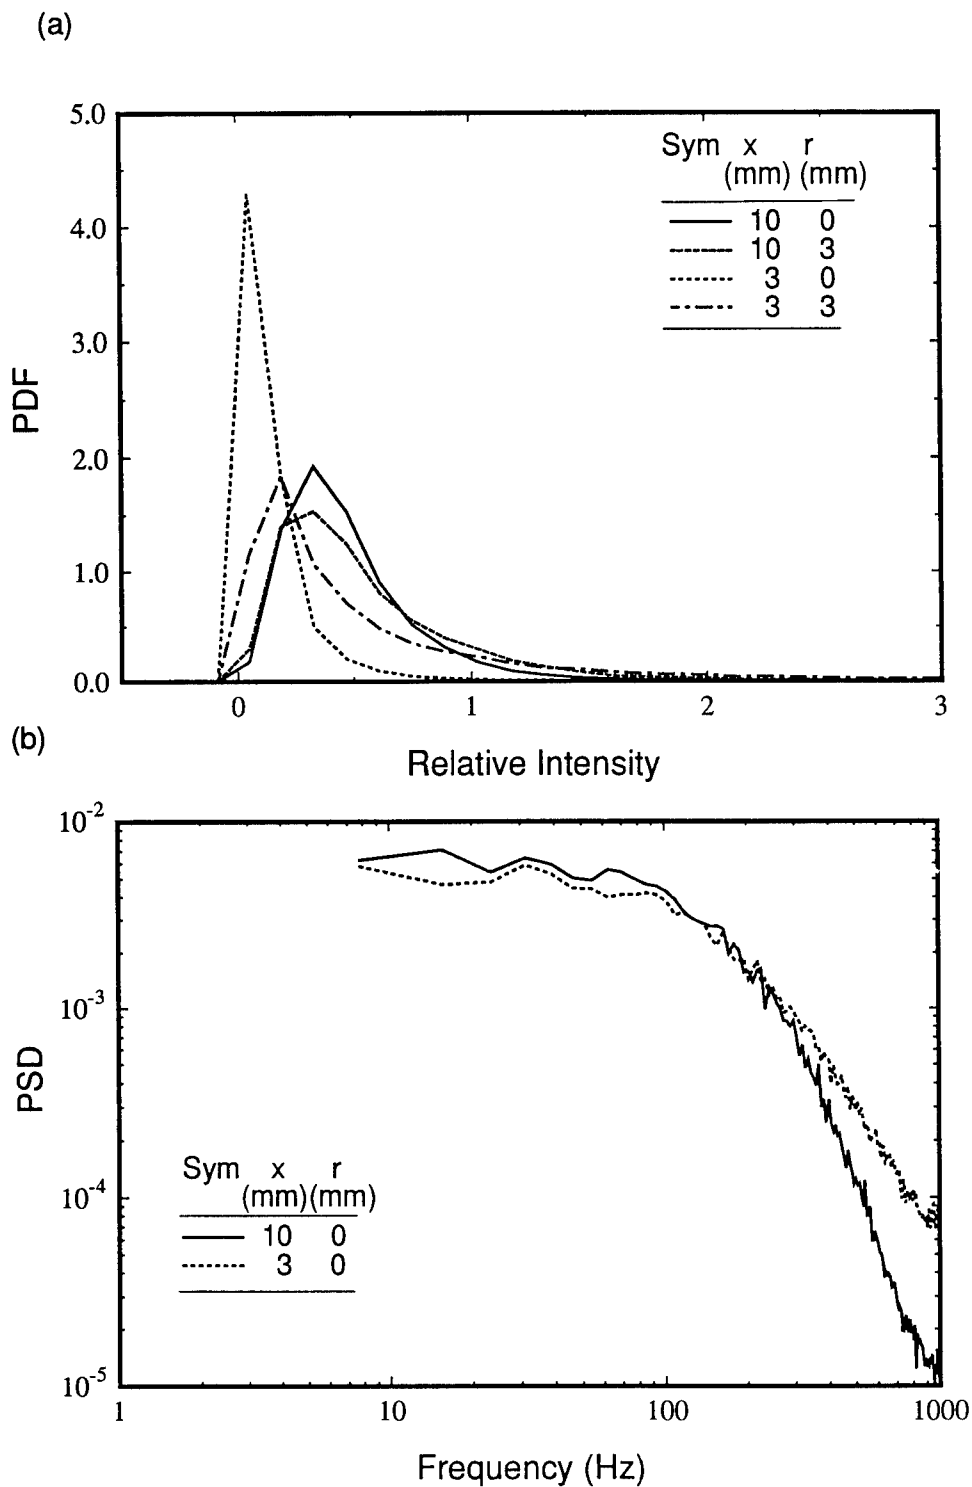 (a)
5.0
4.0
3.0
2.0
1.0
0.0
PDF
Sym x r
(mm) (mm)
10 0
10 3
3 0
3 3
0 1 2 3
Relative Intensity
(b)
10-2
10-3
10-4
10-5
PSD
Sym x r
(mm) (mm)
10 0
3 0
1 10 100 1000
Frequency (Hz)